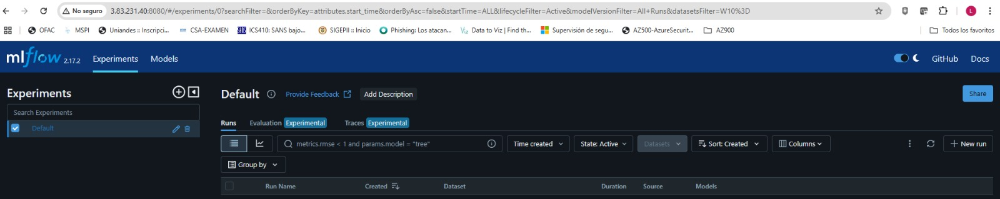 No seguro
3.83.231.40:8080/#/experiments/0?searchFilter=&orderByKey=attributes.start_time&orderByAsc=false&startTime=ALL&lifecycleFilter=Active&modelVersionFilter=All+Runs&datasetsFilter=W10%3D
L
OFAC
MSPI
Uniandes :: Inscripci...
CSA-EXAMEN
ICS410: SANS bajo...
SIGEPII :: Inicio
Phishing: Los atacan...
Data to Viz | Find th...
Supervisión de segu...
AZ500-AzureSecurit...
AZ900
Todos los favoritos
mlflow 2.17.2
Experiments
Models
GitHub
Docs
Experiments
Search Experiments
Default
Default
Provide Feedback
Add Description
Share
Runs
Evaluation Experimental
Traces Experimental
metrics.rmse < 1 and params.model = "tree"
Time created
State: Active
Datasets
Sort: Created
Columns
New run
Group by
Run Name
Created
Dataset
Duration
Source
Models